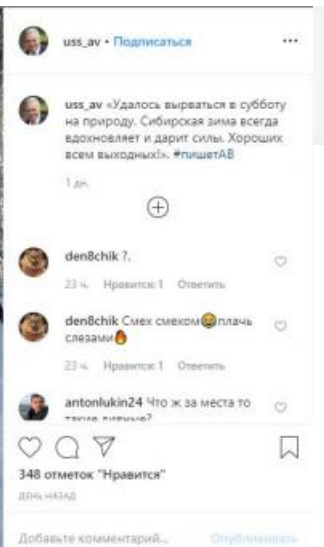 uss_av • Подписаться
uss_av «Удалось вырваться в субботу
на природу. Сибирская зима всегда
вдохновляет и дарит силы. Хороших
всем выходных!». #пишетАВ
1 дн.
den8chik ?.
23 ч. Нравится: 1 Ответить
den8chik Смех смехом😂плачь
слезами🔥
23 ч. Нравится: 1 Ответить
antonlukin24 Что ж за места то
такие дивные?
348 отметок "Нравится"
ДЕНЬ НАЗАД
Добавьте комментарий... Опубликовать